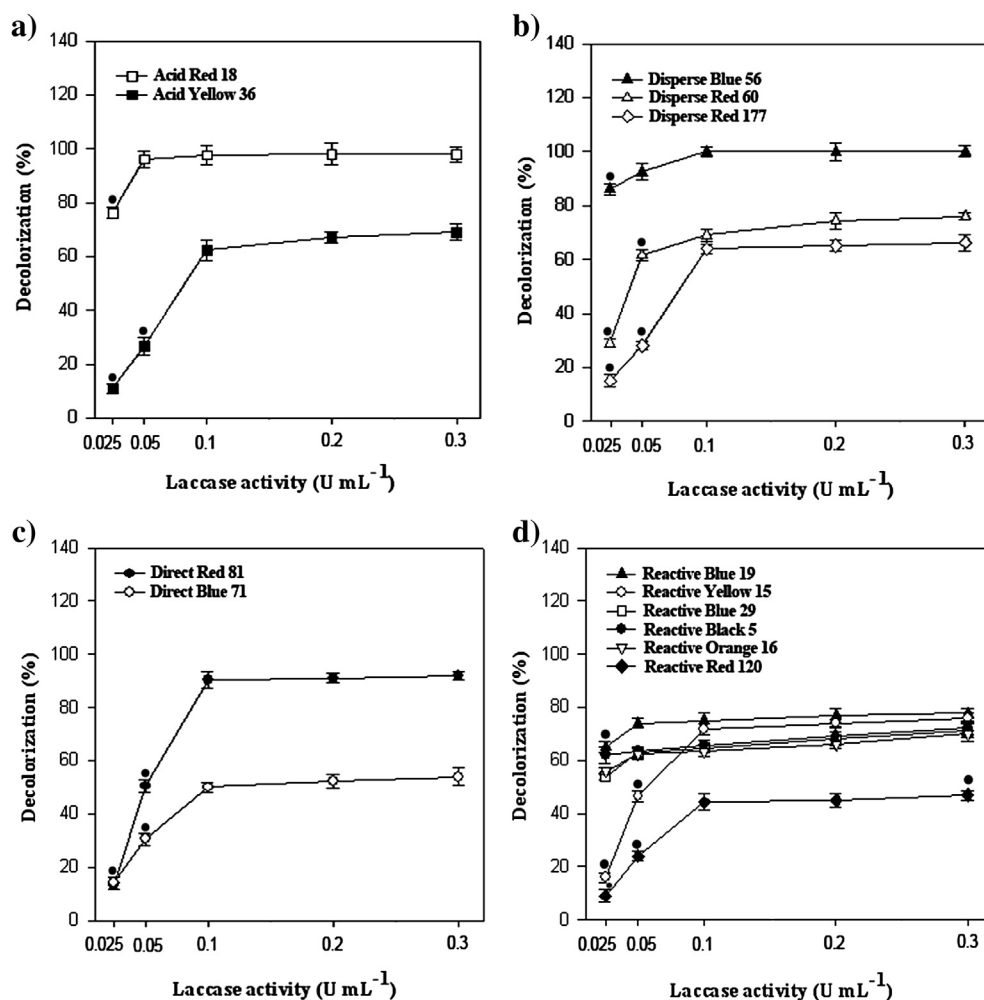 a)
140
120
100
80
60
40
20
0
Decolorization (%)
Acid Red 18
Acid Yellow 36
0.025 0.05 0.1 0.2 0.3
Laccase activity (U mL-1)
b)
140
120
100
80
60
40
20
0
Decolorization (%)
Disperse Blue 56
Disperse Red 60
Disperse Red 177
0.025 0.05 0.1 0.2 0.3
Laccase activity (U mL-1)
c)
140
120
100
80
60
40
20
0
Decolorization (%)
Direct Red 81
Direct Blue 71
0.025 0.05 0.1 0.2 0.3
Laccase activity (U mL-1)
d)
140
120
100
80
60
40
20
0
Decolorization (%)
Reactive Blue 19
Reactive Yellow 15
Reactive Blue 29
Reactive Black 5
Reactive Orange 16
Reactive Red 120
0.025 0.05 0.1 0.2 0.3
Laccase activity (U mL-1)